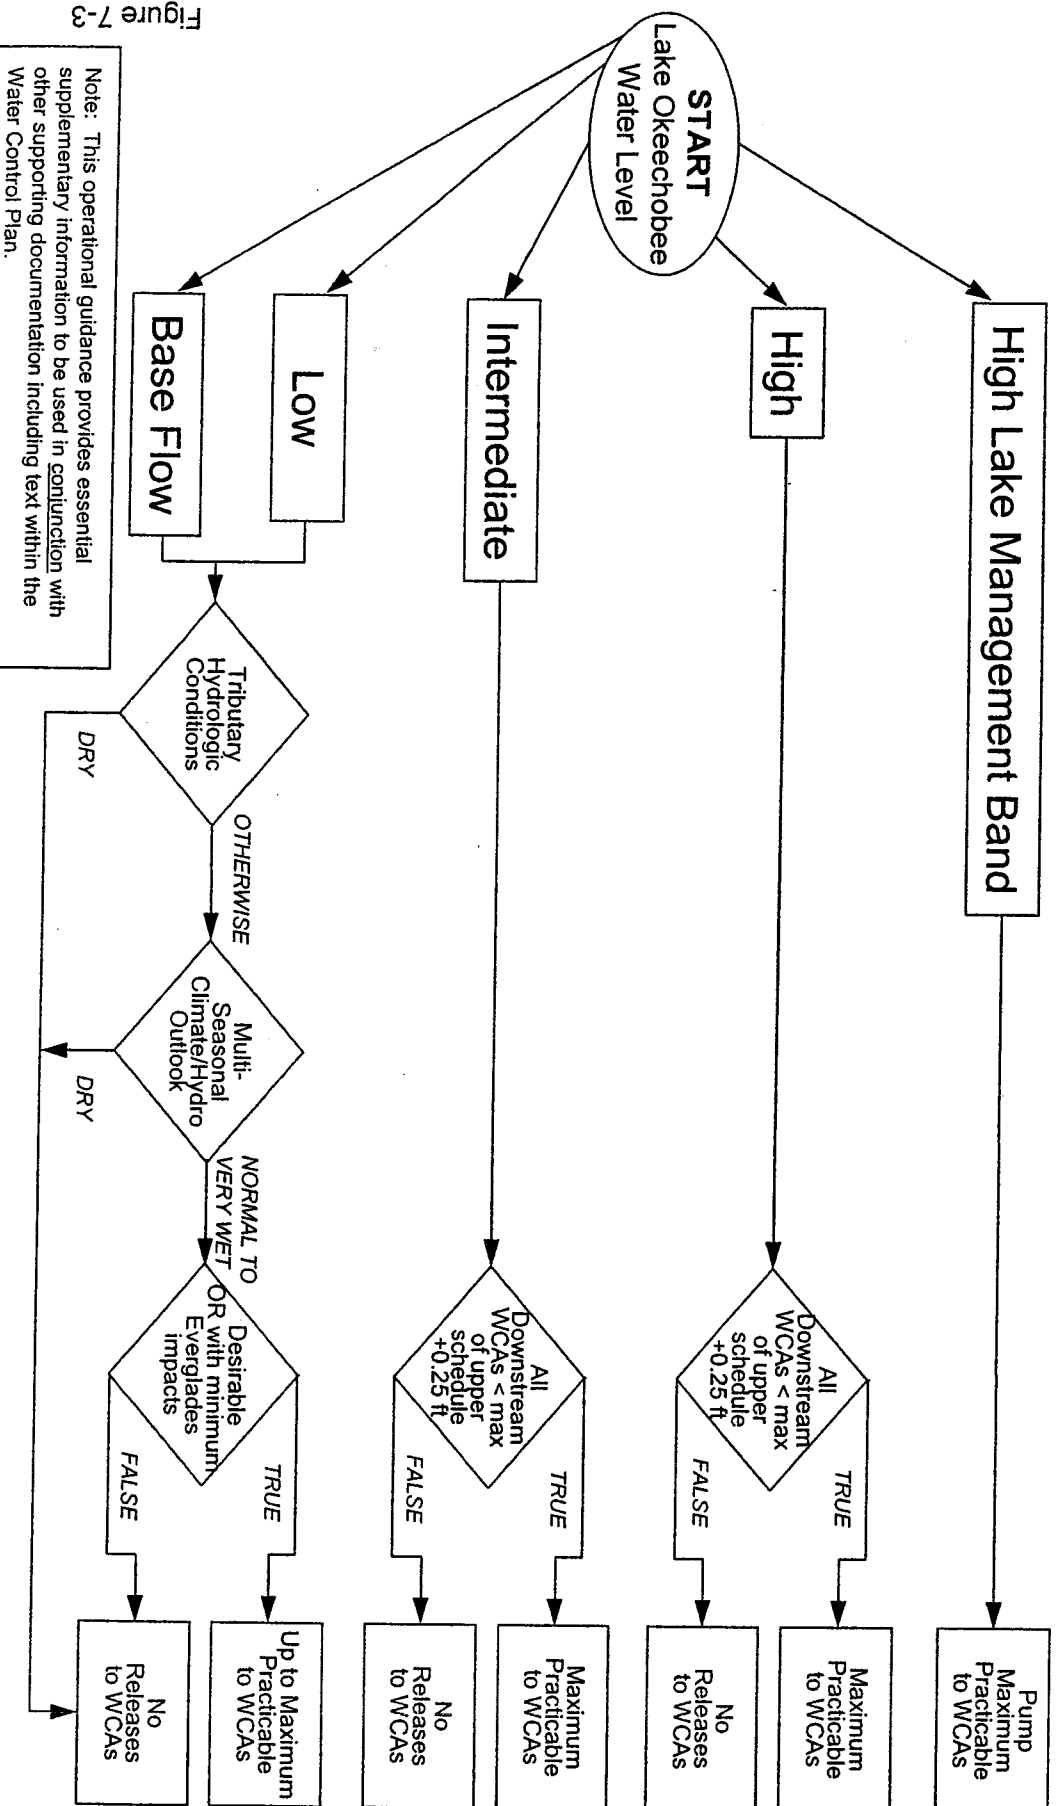 START
Lake Okeechobee
Water Level
High Lake Management Band
Pump
Maximum
Practicable
to WCAs
High
All
Downstream
WCAs < max
of upper
schedule
+0.25 ft
TRUE
FALSE
Maximum
Practicable
to WCAs
No
Releases
to WCAs
Intermediate
All
Downstream
WCAs < max
of upper
schedule
+0.25 ft
TRUE
FALSE
Maximum
Practicable
to WCAs
No
Releases
to WCAs
Low
Base Flow
Tributary
Hydrologic
Conditions
DRY
OTHERWISE
Multi-
Seasonal
Climate/Hydro
Outlook
DRY
NORMAL TO
VERY WET
Desirable
OR with minimum
Everglades
impacts
TRUE
FALSE
Up to Maximum
Practicable
to WCAs
No
Releases
to WCAs
Note: This operational guidance provides essential
supplementary information to be used in conjunction with
other supporting documentation including text within the
Water Control Plan.
Figure 7-3